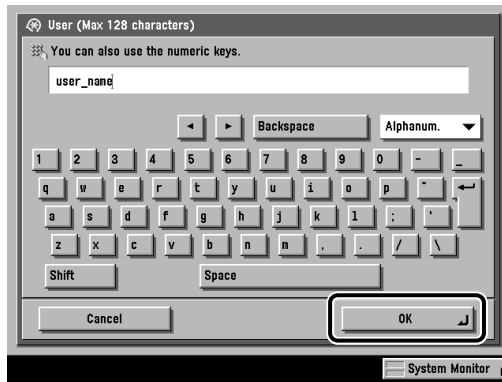 User (Max 128 characters)
You can also use the numeric keys.
user_name
◄ ► Backspace Alphanum. ▼
1 2 3 4 5 6 7 8 9 0 - _
q w e r t y u i o p ~
a s d f g h j k l ; '
z x c v b n m , . / \
Shift Space
Cancel OK
System Monitor